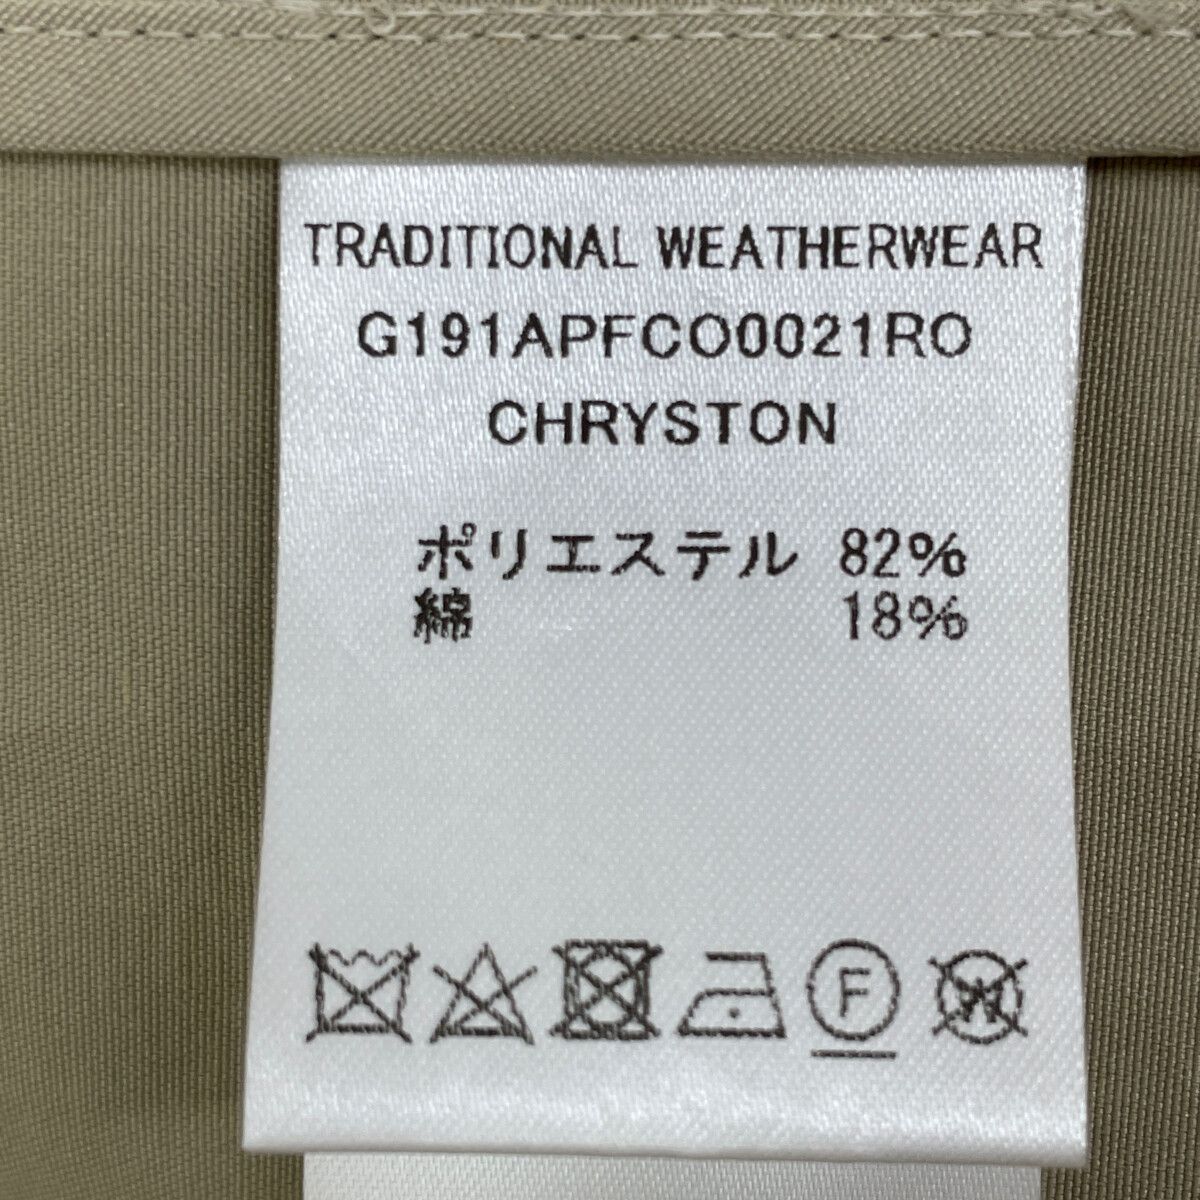 TRADITIONAL WEATHERWEAR
G191APFCO0021RO
CHRYSTON
ポリエステル 82%
綿 18%
F W